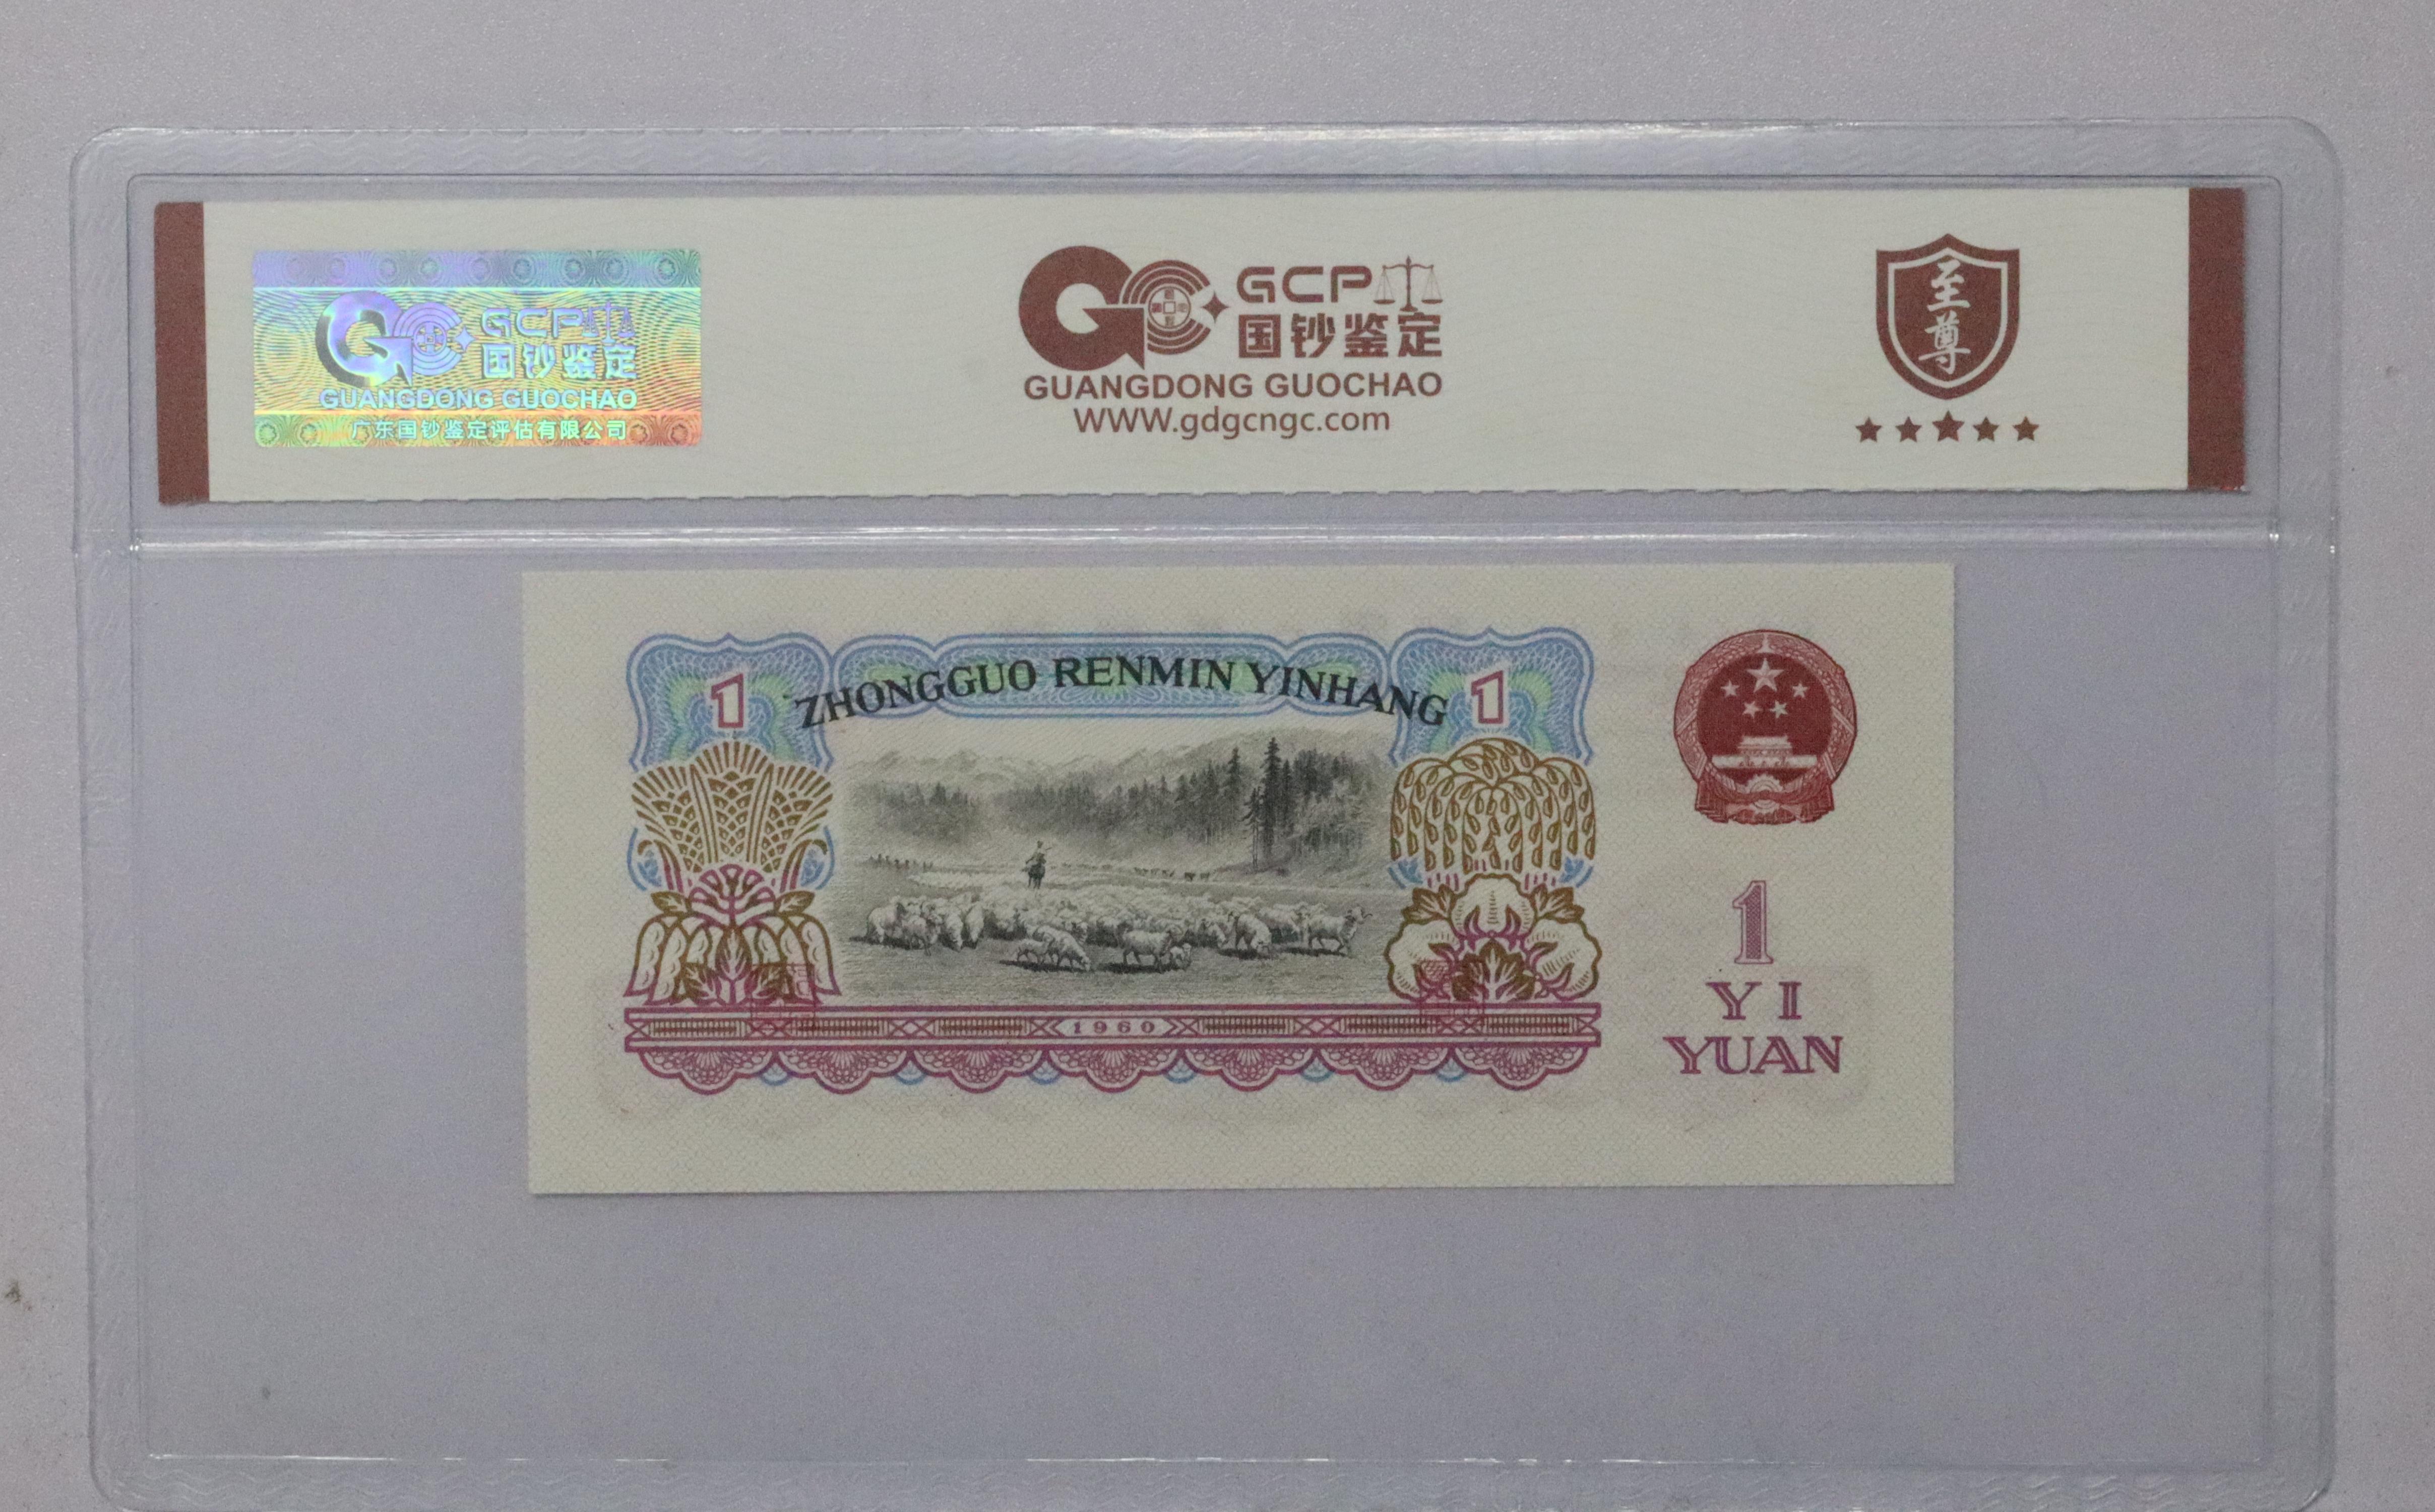 GCP
国钞鉴定
GUANGDONG GUOCHAO
广东国钞鉴定评估有限公司
GCP
国钞鉴定
GUANGDONG GUOCHAO
WWW.gdgcngc.com
至
尊
1
ZHONGGUO RENMIN YINHANG
1
1
YI
YUAN
1960